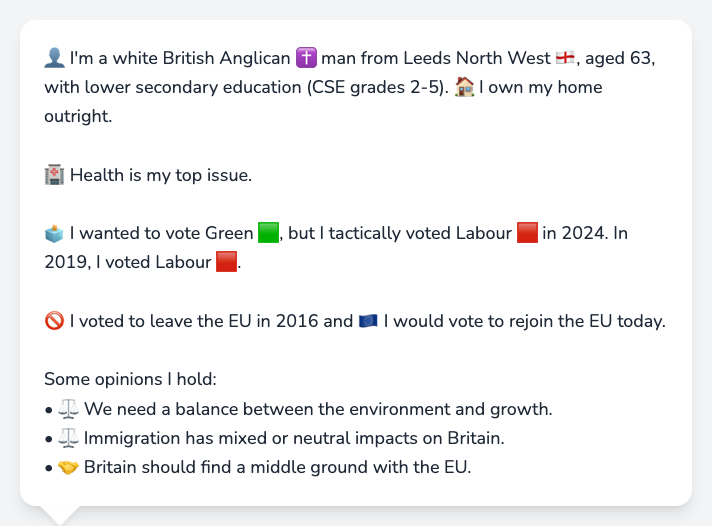 👤 I'm a white British Anglican ✝️ man from Leeds North West 🏴󠁧󠁢󠁥󠁮󠁧󠁿, aged 63,
with lower secondary education (CSE grades 2-5). 🏠 I own my home
outright.
🏥 Health is my top issue.
🗳️ I wanted to vote Green 🟩, but I tactically voted Labour 🟥 in 2024. In
2019, I voted Labour 🟥.
🚫 I voted to leave the EU in 2016 and 🇪🇺 I would vote to rejoin the EU today.
Some opinions I hold:
• ⚖️ We need a balance between the environment and growth.
• ⚖️ Immigration has mixed or neutral impacts on Britain.
• 🤝 Britain should find a middle ground with the EU.